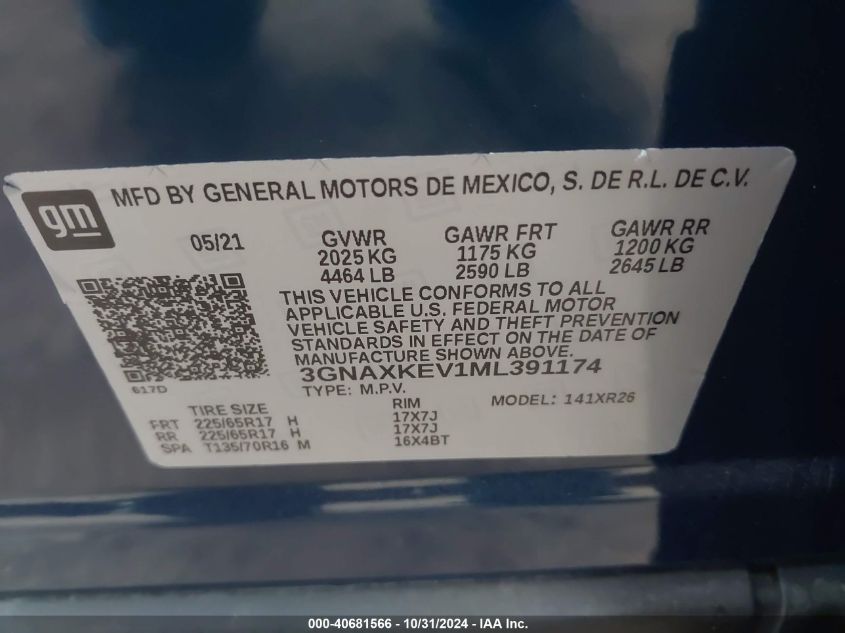 gm
MFD BY GENERAL MOTORS DE MEXICO, S. DE R.L. DE C.V.
05/21 GVWR GAWR FRT GAWR RR
2025 KG 1175 KG 1200 KG
4464 LB 2590 LB 2645 LB
THIS VEHICLE CONFORMS TO ALL
APPLICABLE U.S. FEDERAL MOTOR
VEHICLE SAFETY AND THEFT PREVENTION
STANDARDS IN EFFECT ON THE DATE OF
MANUFACTURE SHOWN ABOVE.
3GNAXKEV1ML391174
617D TYPE: M.P.V. MODEL: 141XR26
TIRE SIZE RIM
FRT 225/65R17 H 17X7J
RR 225/65R17 H 17X7J
SPA T135/70R16 M 16X4BT
000-40681566 - 10/31/2024 - IAA Inc.